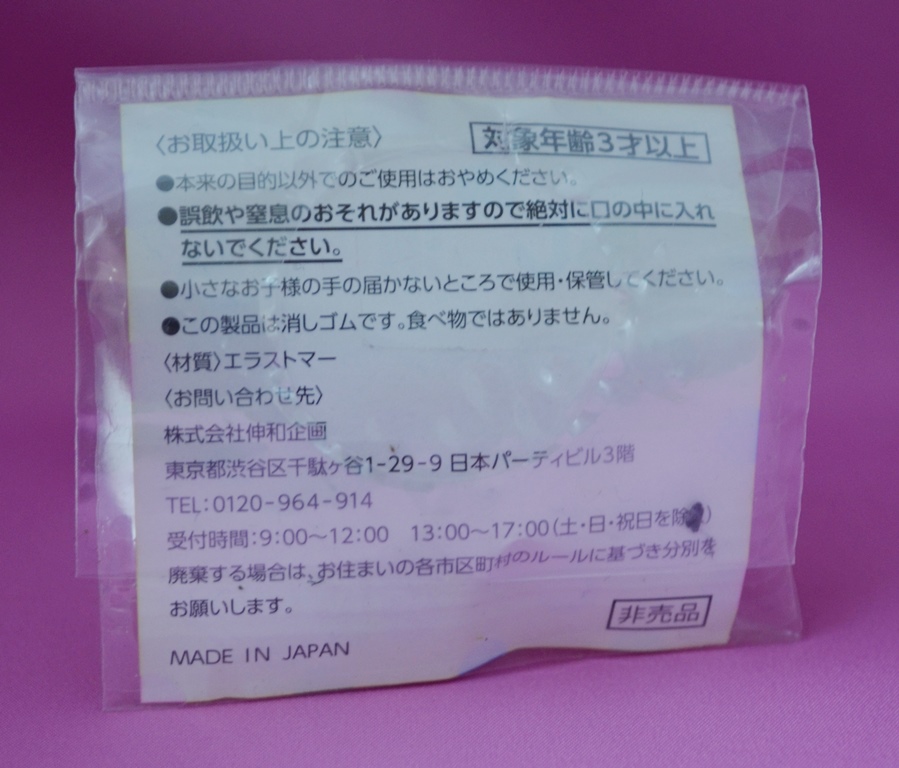 〈お取扱い上の注意〉 対象年齢3才以上
●本来の目的以外でのご使用はおやめください。
●誤飲や窒息のおそれがありますので絶対に口の中に入れ
ないでください。
●小さなお子様の手の届かないところで使用・保管してください。
●この製品は消しゴムです。食べ物ではありません。
〈材質〉エラストマー
〈お問い合わせ先〉
株式会社伸和企画
東京都渋谷区千駄ヶ谷1-29-9 日本パーティビル3階
TEL:0120-964-914
受付時間:9:00〜12:00 13:00〜17:00(土・日・祝日を除く)
廃棄する場合は、お住まいの各市区町村のルールに基づき分別を
お願いします。
非売品
MADE IN JAPAN